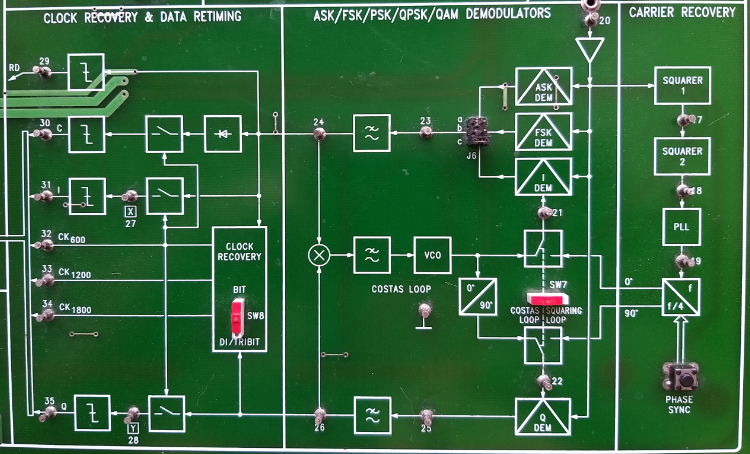 CLOCK RECOVERY & DATA RETIMING
ASK/FSK/PSK/QPSK/QAM DEMODULATORS
CARRIER RECOVERY
20
RD
29
ASK
DEM
SQUARER
1
30
C
24
23
a
b
c
J6
FSK
DEM
17
SQUARER
2
31
I
X
27
I
DEM
18
21
PLL
32
CK600
CLOCK
RECOVERY
VCO
19
33
CK1200
BIT
SW8
DI/TRIBIT
COSTAS LOOP
0°
90°
SW7
COSTAS SQUARING
LOOP LOOP
0°
90°
f
f/4
34
CK1800
PHASE
SYNC
22
35
Q
Y
28
26
25
Q
DEM